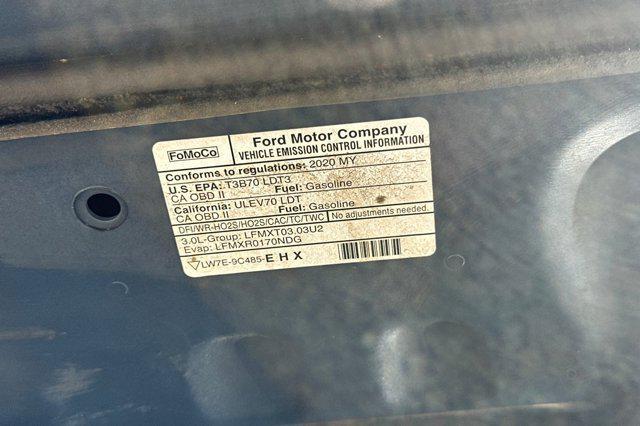 FoMoCo
Ford Motor Company
VEHICLE EMISSION CONTROL INFORMATION
Conforms to regulations: 2020 MY
U.S. EPA: T3B70 LDT3
CA OBD II Fuel: Gasoline
California: ULEV70 LDT
CA OBD II Fuel: Gasoline
DFI/WR-HO2S/HO2S/CAC/TC/TWC No adjustments needed.
3.0L-Group: LFMXT03.03U2
Evap: LFMXR0170NDG
LW7E-9C485-E H X